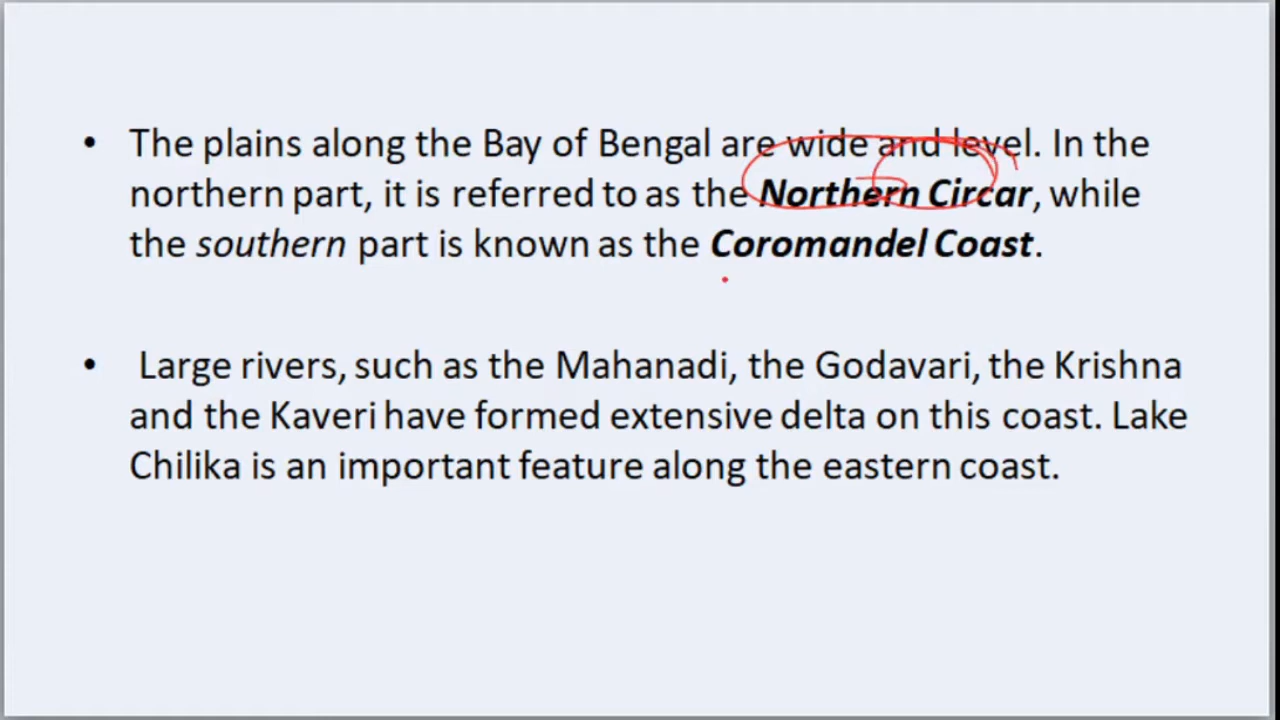 • The plains along the Bay of Bengal are wide and level. In the
northern part, it is referred to as the Northern Circar, while
the southern part is known as the Coromandel Coast.
• Large rivers, such as the Mahanadi, the Godavari, the Krishna
and the Kaveri have formed extensive delta on this coast. Lake
Chilika is an important feature along the eastern coast.